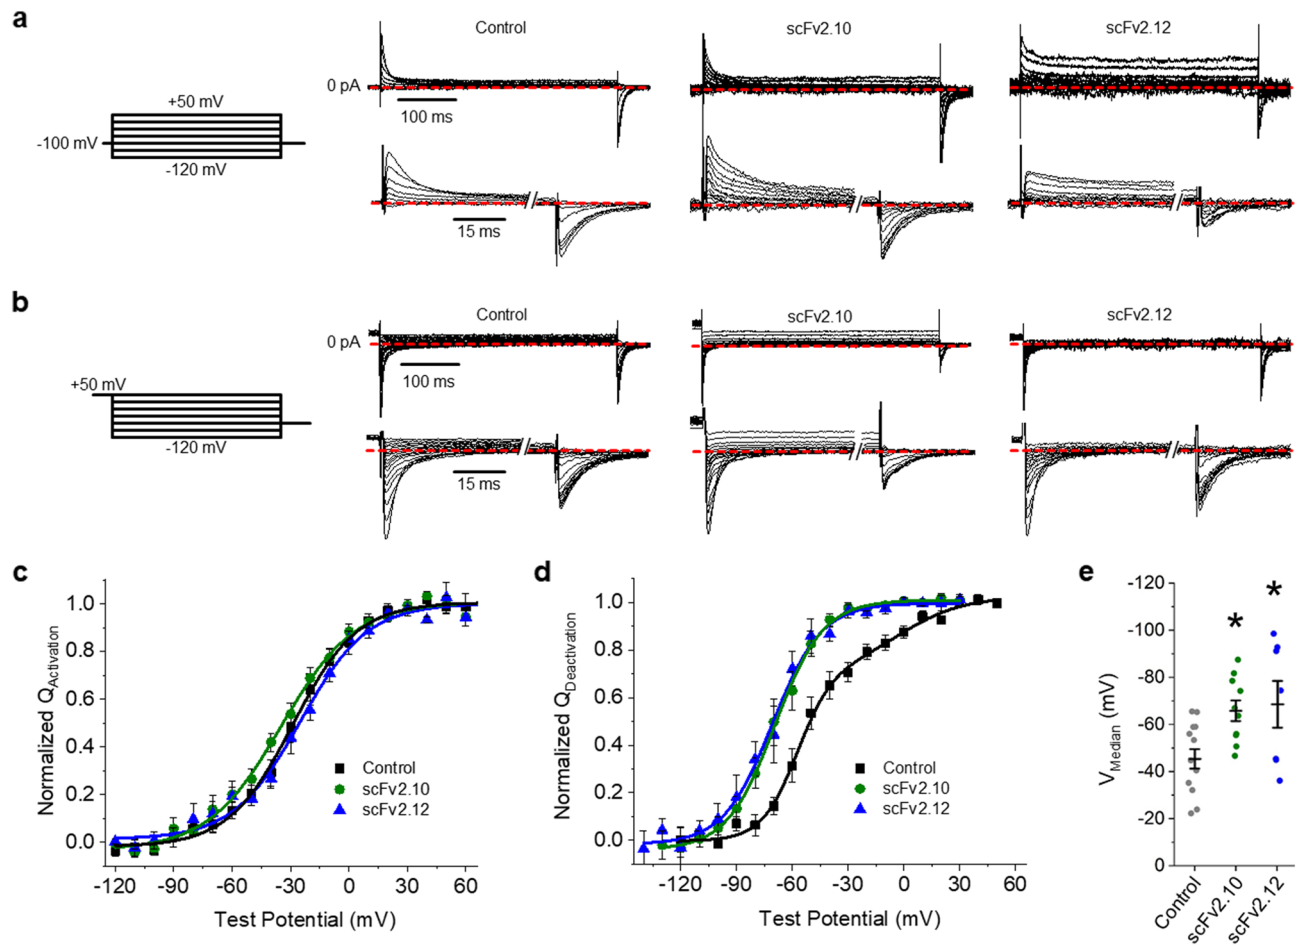 a
Control
scFv2.10
scFv2.12
+50 mV
-100 mV
-120 mV
0 pA
100 ms
15 ms
b
Control
scFv2.10
scFv2.12
+50 mV
-120 mV
0 pA
100 ms
15 ms
c
Normalized QActivation
1.0
0.8
0.6
0.4
0.2
0.0
Control
scFv2.10
scFv2.12
-120 -90 -60 -30 0 30 60
Test Potential (mV)
d
Normalized QDeactivation
1.0
0.8
0.6
0.4
0.2
0.0
Control
scFv2.10
scFv2.12
-120 -90 -60 -30 0 30 60
Test Potential (mV)
e
VMedian (mV)
-120
-100
-80
-60
-40
-20
0
*
*
Control
scFv2.10
scFv2.12